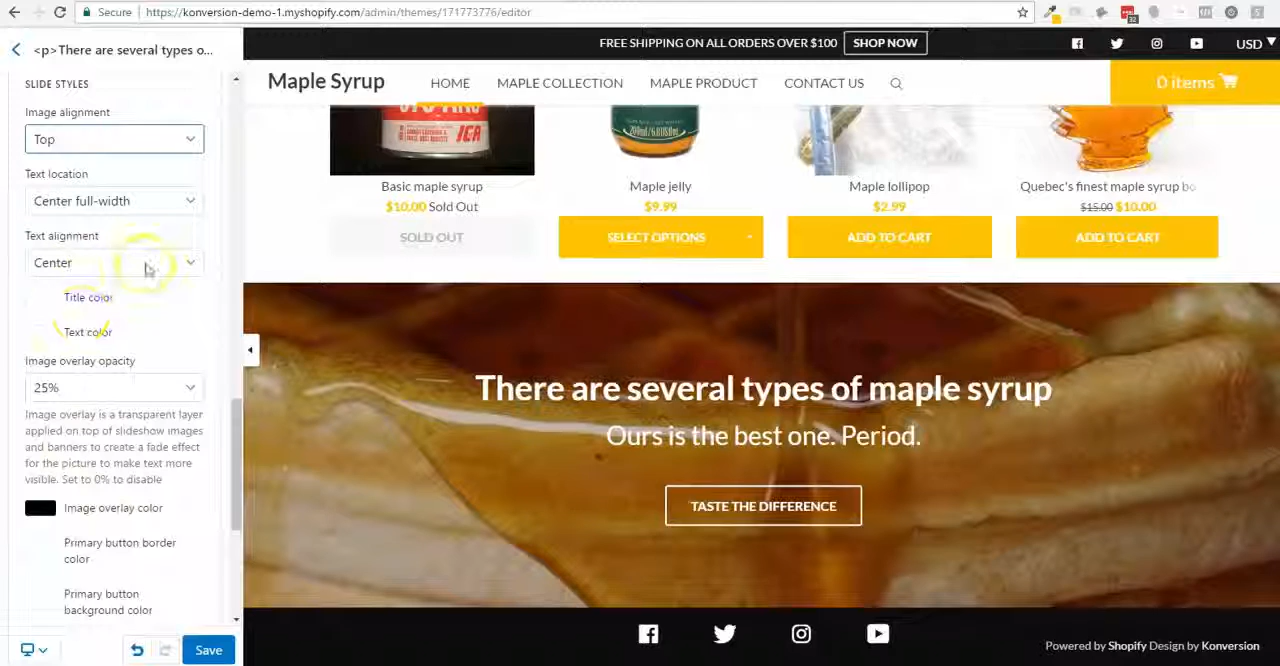 Secure
https://konversion-demo-1.myshopify.com/admin/themes/171773776/editor
<p>There are several types o...
SLIDE STYLES
Image alignment
Top
Text location
Center full-width
Text alignment
Center
Title color
Text color
Image overlay opacity
25%
Image overlay is a transparent layer
applied on top of slideshow images
and banners to create a fade effect
for the picture to make text more
visible. Set to 0% to disable
Image overlay color
Primary button border
color
Primary button
background color
Save
FREE SHIPPING ON ALL ORDERS OVER $100 SHOP NOW
USD
Maple Syrup
HOME MAPLE COLLECTION MAPLE PRODUCT CONTACT US
0 items
Basic maple syrup
$10.00 Sold Out
SOLD OUT
Maple jelly
$9.99
SELECT OPTIONS
Maple lollipop
$2.99
ADD TO CART
Quebec's finest maple syrup bo
$15.00 $10.00
ADD TO CART
There are several types of maple syrup
Ours is the best one. Period.
TASTE THE DIFFERENCE
Powered by Shopify Design by Konversion